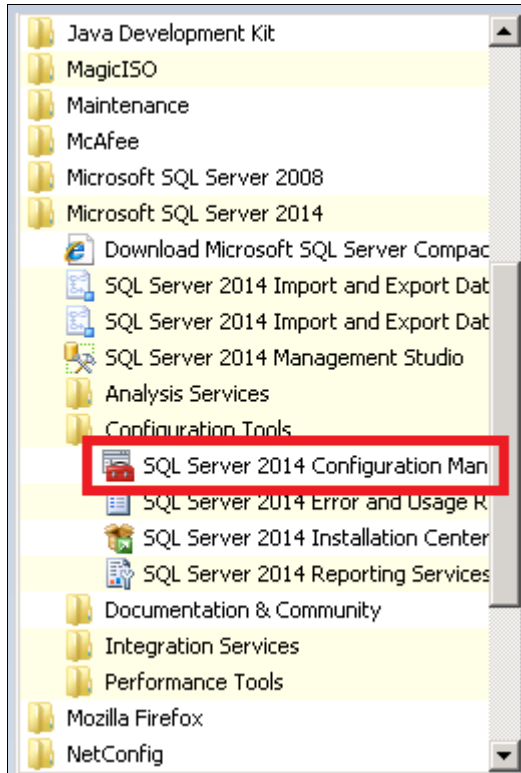 Java Development Kit
MagicISO
Maintenance
McAfee
Microsoft SQL Server 2008
Microsoft SQL Server 2014
Download Microsoft SQL Server Compac
SQL Server 2014 Import and Export Dat
SQL Server 2014 Import and Export Dat
SQL Server 2014 Management Studio
Analysis Services
Configuration Tools
SQL Server 2014 Configuration Man
SQL Server 2014 Error and Usage R
SQL Server 2014 Installation Center
SQL Server 2014 Reporting Services
Documentation & Community
Integration Services
Performance Tools
Mozilla Firefox
NetConfig